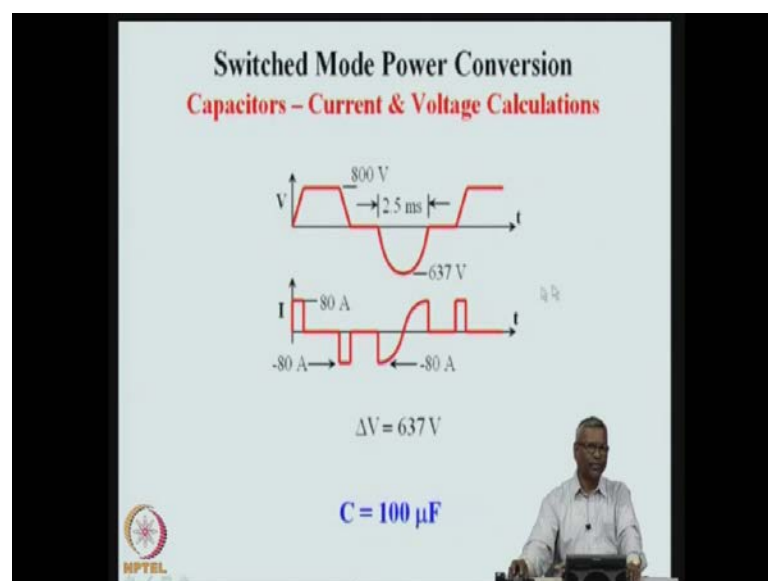 Switched Mode Power Conversion
Capacitors – Current & Voltage Calculations
800 V
V
2.5 ms
t
637 V
I
80 A
t
-80 A
-80 A
ΔV = 637 V
C = 100 μF
NPTEL